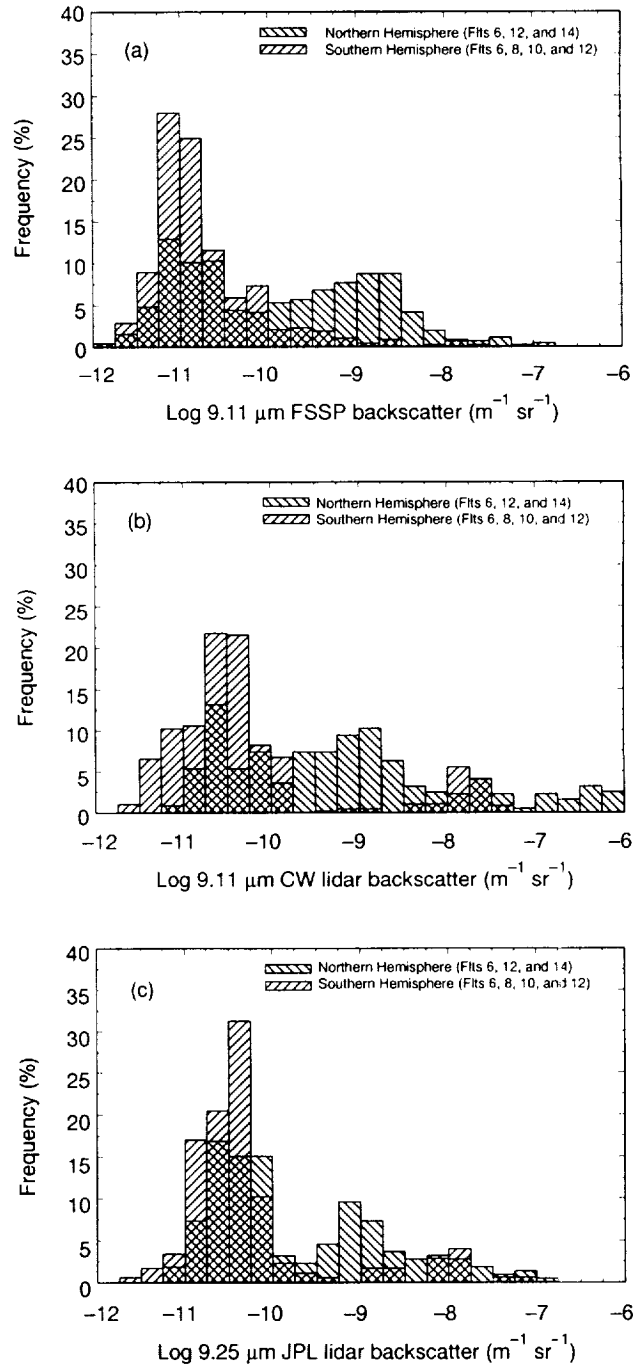 (a)
Northern Hemisphere (Flts 6, 12, and 14)
Southern Hemisphere (Flts 6, 8, 10, and 12)
Frequency (%)
40
35
30
25
20
15
10
5
0
−12 −11 −10 −9 −8 −7 −6
Log 9.11 μm FSSP backscatter (m⁻¹ sr⁻¹)
(b)
Northern Hemisphere (Flts 6, 12, and 14)
Southern Hemisphere (Flts 6, 8, 10, and 12)
Frequency (%)
40
35
30
25
20
15
10
5
0
−12 −11 −10 −9 −8 −7 −6
Log 9.11 μm CW lidar backscatter (m⁻¹ sr⁻¹)
(c)
Northern Hemisphere (Flts 6, 12, and 14)
Southern Hemisphere (Flts 6, 8, 10, and 12)
Frequency (%)
40
35
30
25
20
15
10
5
0
−12 −11 −10 −9 −8 −7 −6
Log 9.25 μm JPL lidar backscatter (m⁻¹ sr⁻¹)